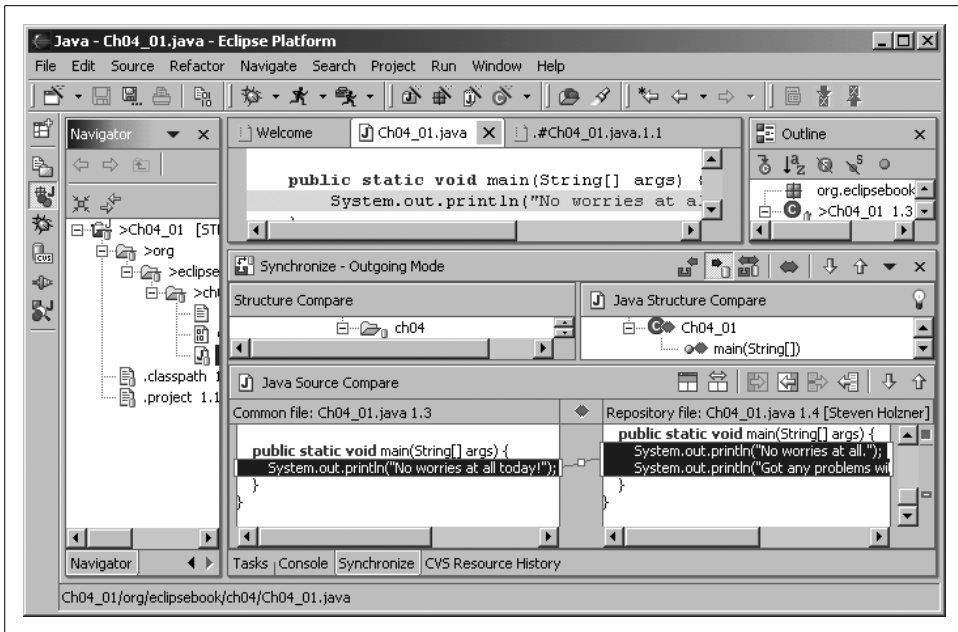 Java - Ch04_01.java - Eclipse Platform
File Edit Source Refactor Navigate Search Project Run Window Help
Navigator
Welcome
Ch04_01.java
.#Ch04_01.java.1.1
Outline
public static void main(String[] args) {
System.out.println("No worries at a
org.eclipsebook
>Ch04_01 1.3
>Ch04_01 [ST
>org
>eclipse
>ch
.classpath 1
.project 1.1
CVS
Synchronize - Outgoing Mode
Structure Compare
Java Structure Compare
ch04
Ch04_01
main(String[])
Java Source Compare
Common file: Ch04_01.java 1.3
Repository file: Ch04_01.java 1.4 [Steven Holzner]
public static void main(String[] args) {
System.out.println("No worries at all today!");
}
}
public static void main(String[] args) {
System.out.println("No worries at all.");
System.out.println("Got any problems wi
}
}
Navigator
Tasks Console Synchronize CVS Resource History
Ch04_01/org/eclipsebook/ch04/Ch04_01.java